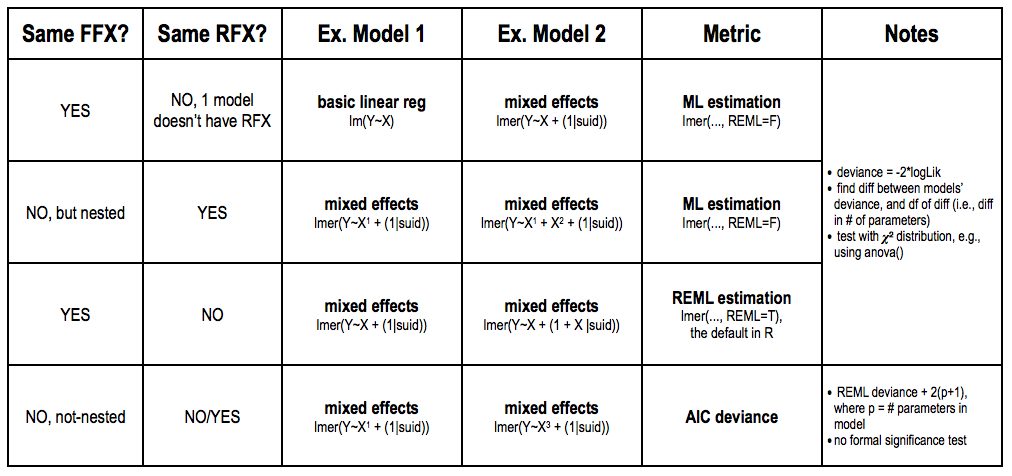 Same FFX? Same RFX? Ex. Model 1 Ex. Model 2 Metric Notes
YES
NO, 1 model
doesn't have RFX
basic linear reg
lm(Y~X)
mixed effects
lmer(Y~X + (1|suid))
ML estimation
lmer(..., REML=F)
NO, but nested
YES
mixed effects
lmer(Y~X¹ + (1|suid))
mixed effects
lmer(Y~X¹ + X² + (1|suid))
ML estimation
lmer(..., REML=F)
YES
NO
mixed effects
lmer(Y~X + (1|suid))
mixed effects
lmer(Y~X + (1 + X |suid))
REML estimation
lmer(..., REML=T),
the default in R
• deviance = -2*logLik
• find diff between models'
deviance, and df of diff (i.e., diff
in # of parameters)
• test with χ² distribution, e.g.,
using anova()
NO, not-nested
NO/YES
mixed effects
lmer(Y~X¹ + (1|suid))
mixed effects
lmer(Y~X³ + (1|suid))
AIC deviance
• REML deviance + 2(p+1),
where p = # parameters in
model
• no formal significance test